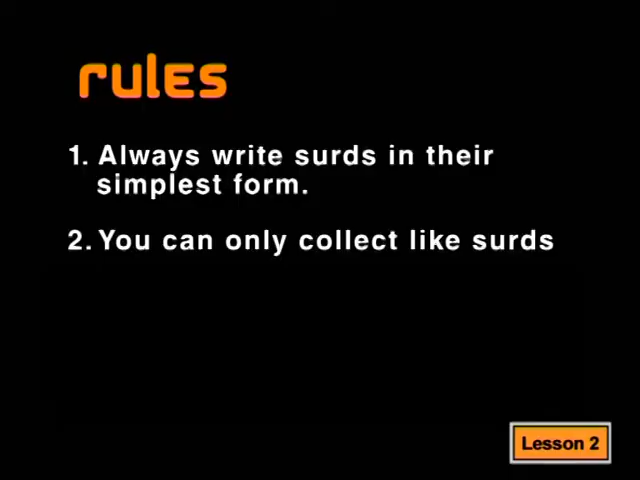 rules
1. Always write surds in their
simplest form.
2. You can only collect like surds
Lesson 2